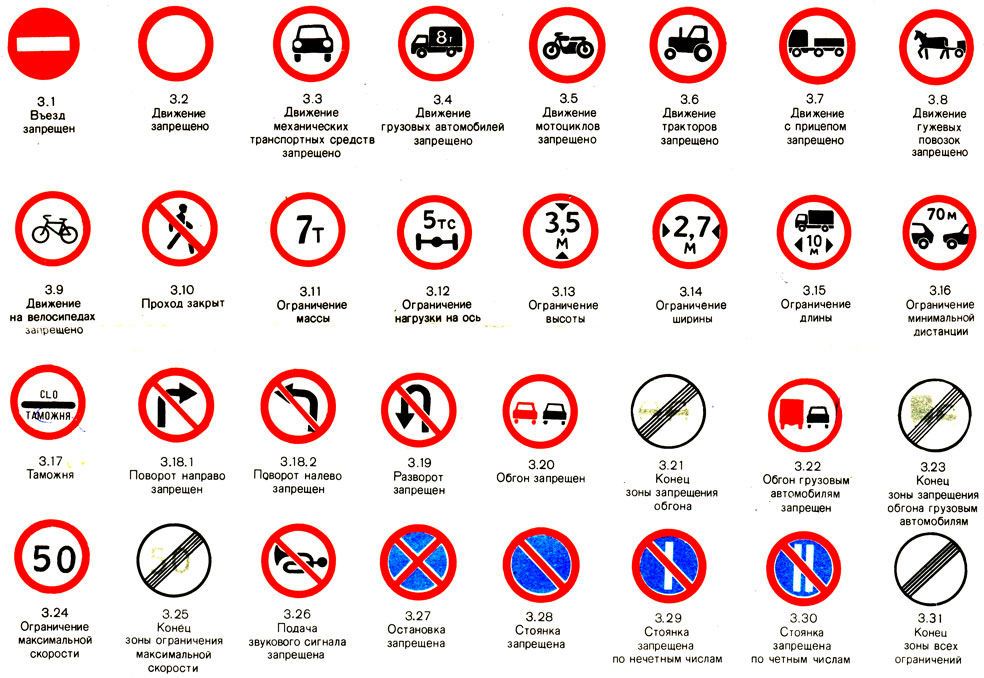 8т
3.1
Въезд
запрещен
3.2
Движение
запрещено
3.3
Движение
механических
транспортных средств
запрещено
3.4
Движение
грузовых автомобилей
запрещено
3.5
Движение
мотоциклов
запрещено
3.6
Движение
тракторов
запрещено
3.7
Движение
с прицепом
запрещено
3.8
Движение
гужевых
повозок
запрещено
3.9
Движение
на велосипедах
запрещено
3.10
Проход закрыт
7т
3.11
Ограничение
массы
5тс
3.12
Ограничение
нагрузки на ось
3,5
м
3.13
Ограничение
высоты
2,7
м
3.14
Ограничение
ширины
10
м
3.15
Ограничение
длины
70м
3.16
Ограничение
минимальной
дистанции
CLO
ТАМОЖНЯ
3.17
Таможня
3.18.1
Поворот направо
запрещен
3.18.2
Поворот налево
запрещен
3.19
Разворот
запрещен
3.20
Обгон запрещен
3.21
Конец
зоны запрещения
обгона
3.22
Обгон грузовым
автомобилям
запрещен
3.23
Конец
зоны запрещения
обгона грузовым
автомобилям
50
3.24
Ограничение
максимальной
скорости
50
3.25
Конец
зоны ограничения
максимальной
скорости
3.26
Подача
звукового сигнала
запрещена
3.27
Остановка
запрещена
3.28
Стоянка
запрещена
3.29
Стоянка
запрещена
по нечетным числам
3.30
Стоянка
запрещена
по четным числам
3.31
Конец
зоны всех
ограничений